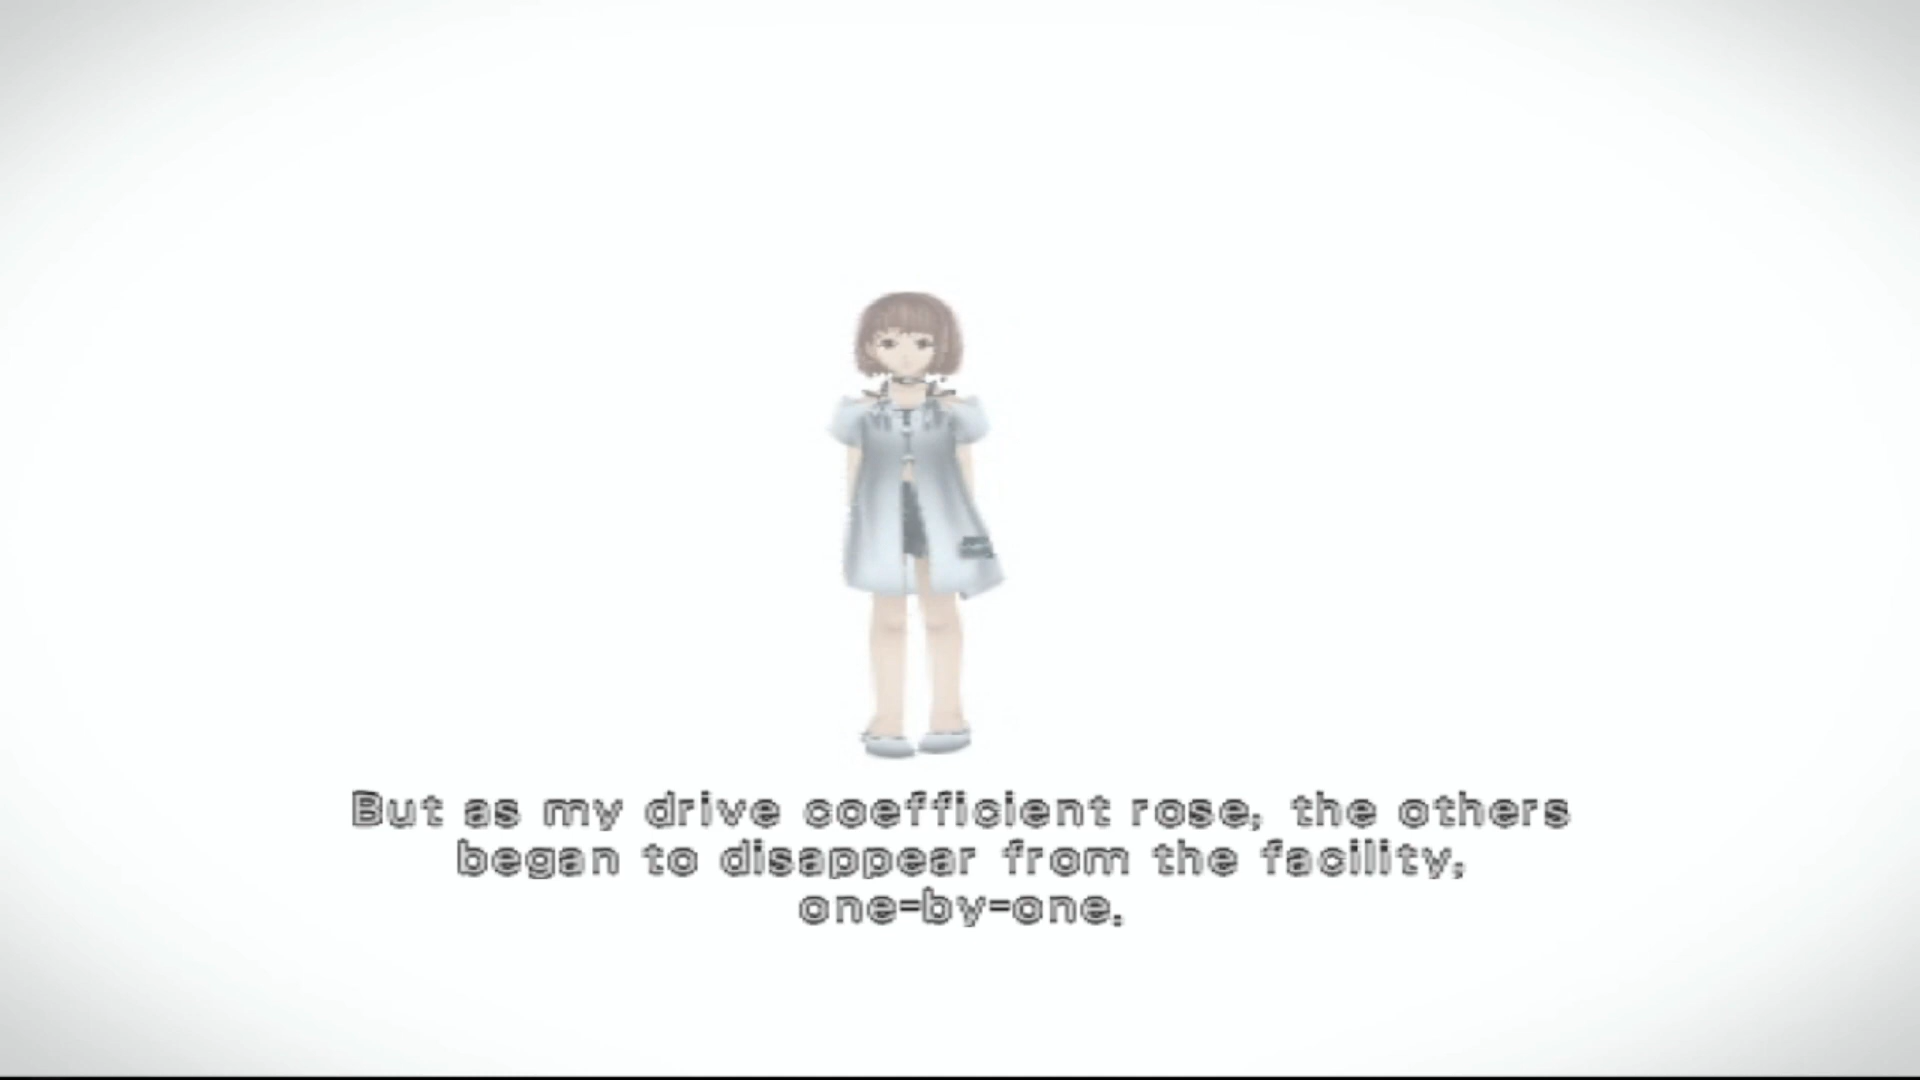 But as my drive coefficient rose, the others
began to disappear from the facility,
one-by-one.